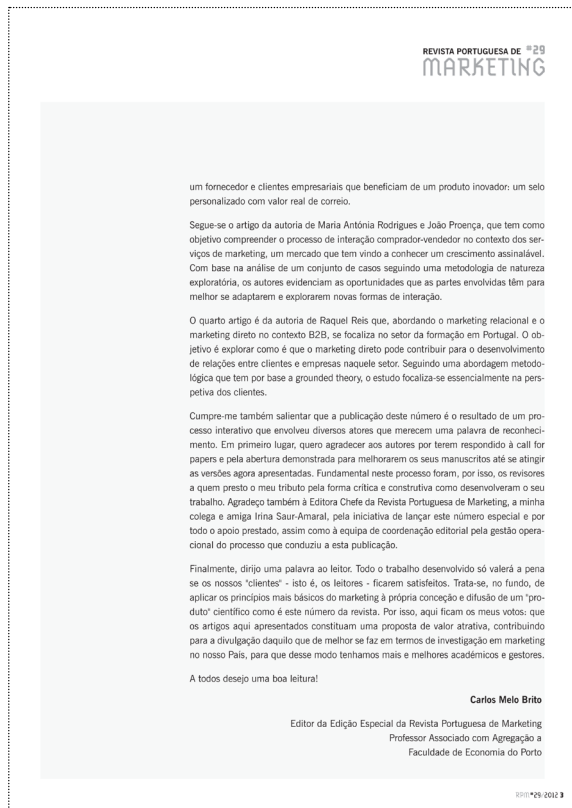 REVISTA PORTUGUESA DE #29
MARKETING
um fornecedor e clientes empresariais que beneficiam de um produto inovador: um selo
personalizado com valor real de correio.
Segue-se o artigo da autoria de Maria Antónia Rodrigues e João Proença, que tem como
objetivo compreender o processo de interação comprador-vendedor no contexto dos ser-
viços de marketing, um mercado que tem vindo a conhecer um crescimento assinalável.
Com base na análise de um conjunto de casos seguindo uma metodologia de natureza
exploratória, os autores evidenciam as oportunidades que as partes envolvidas têm para
melhor se adaptarem e explorarem novas formas de interação.
O quarto artigo é da autoria de Raquel Reis que, abordando o marketing relacional e o
marketing direto no contexto B2B, se focaliza no setor da formação em Portugal. O ob-
jetivo é explorar como é que o marketing direto pode contribuir para o desenvolvimento
de relações entre clientes e empresas naquele setor. Seguindo uma abordagem metodo-
lógica que tem por base a grounded theory, o estudo focaliza-se essencialmente na pers-
petiva dos clientes.
Cumpre-me também salientar que a publicação deste número é o resultado de um pro-
cesso interativo que envolveu diversos atores que merecem uma palavra de reconheci-
mento. Em primeiro lugar, quero agradecer aos autores por terem respondido à call for
papers e pela abertura demonstrada para melhorarem os seus manuscritos até se atingir
as versões agora apresentadas. Fundamental neste processo foram, por isso, os revisores
a quem presto o meu tributo pela forma crítica e construtiva como desenvolveram o seu
trabalho. Agradeço também à Editora Chefe da Revista Portuguesa de Marketing, a minha
colega e amiga Irina Saur-Amaral, pela iniciativa de lançar este número especial e por
todo o apoio prestado, assim como à equipa de coordenação editorial pela gestão opera-
cional do processo que conduziu a esta publicação.
Finalmente, dirijo uma palavra ao leitor. Todo o trabalho desenvolvido só valerá a pena
se os nossos "clientes" - isto é, os leitores - ficarem satisfeitos. Trata-se, no fundo, de
aplicar os princípios mais básicos do marketing à própria conceção e difusão de um "pro-
duto" científico como é este número da revista. Por isso, aqui ficam os meus votos: que
os artigos aqui apresentados constituam uma proposta de valor atrativa, contribuindo
para a divulgação daquilo que de melhor se faz em termos de investigação em marketing
no nosso País, para que desse modo tenhamos mais e melhores académicos e gestores.
A todos desejo uma boa leitura!
Carlos Melo Brito
Editor da Edição Especial da Revista Portuguesa de Marketing
Professor Associado com Agregação a
Faculdade de Economia do Porto
RPM#29/2012 3